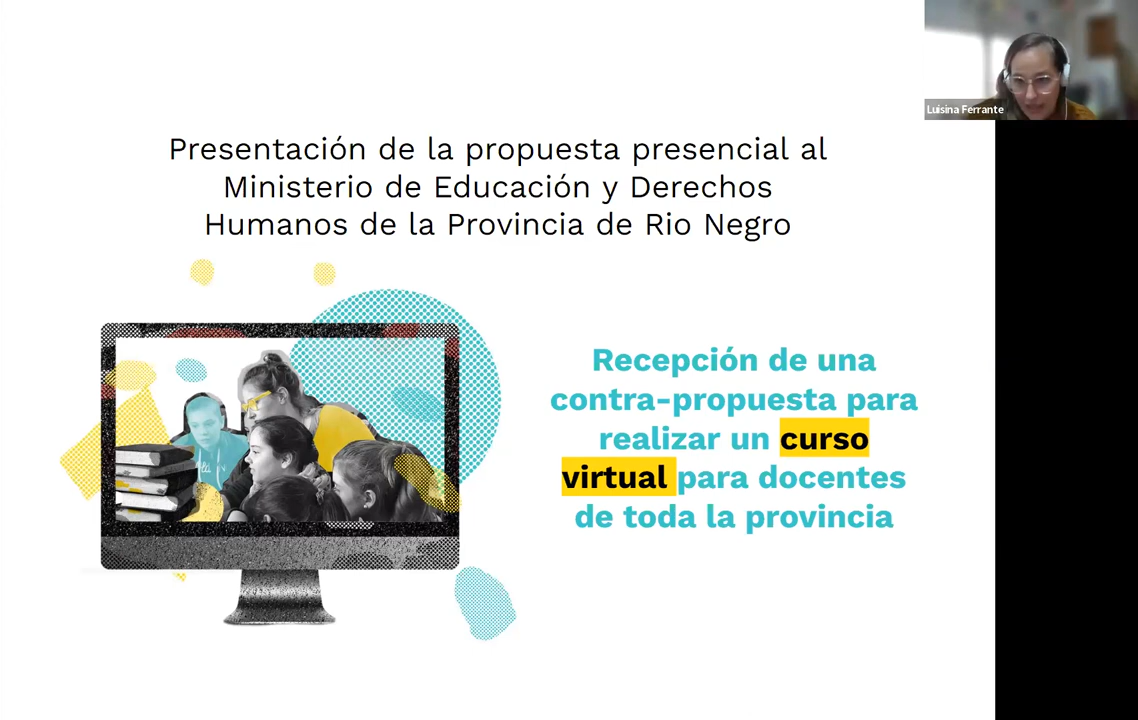 Luisina Ferrante
Presentación de la propuesta presencial al
Ministerio de Educación y Derechos
Humanos de la Provincia de Rio Negro
Recepción de una
contra-propuesta para
realizar un curso
virtual para docentes
de toda la provincia